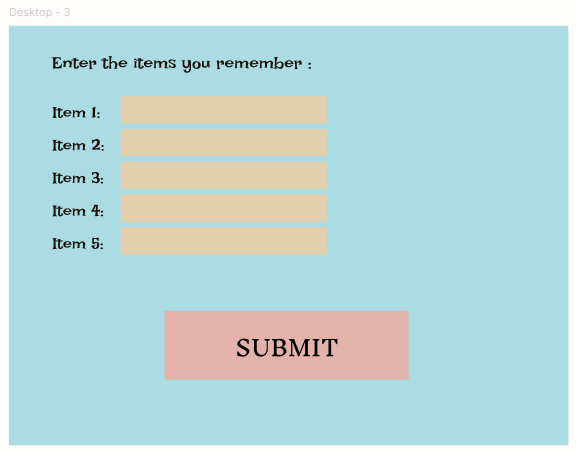 Desktop - 3
Enter the items you remember :
Item 1:
Item 2:
Item 3:
Item 4:
Item 5:
SUBMIT